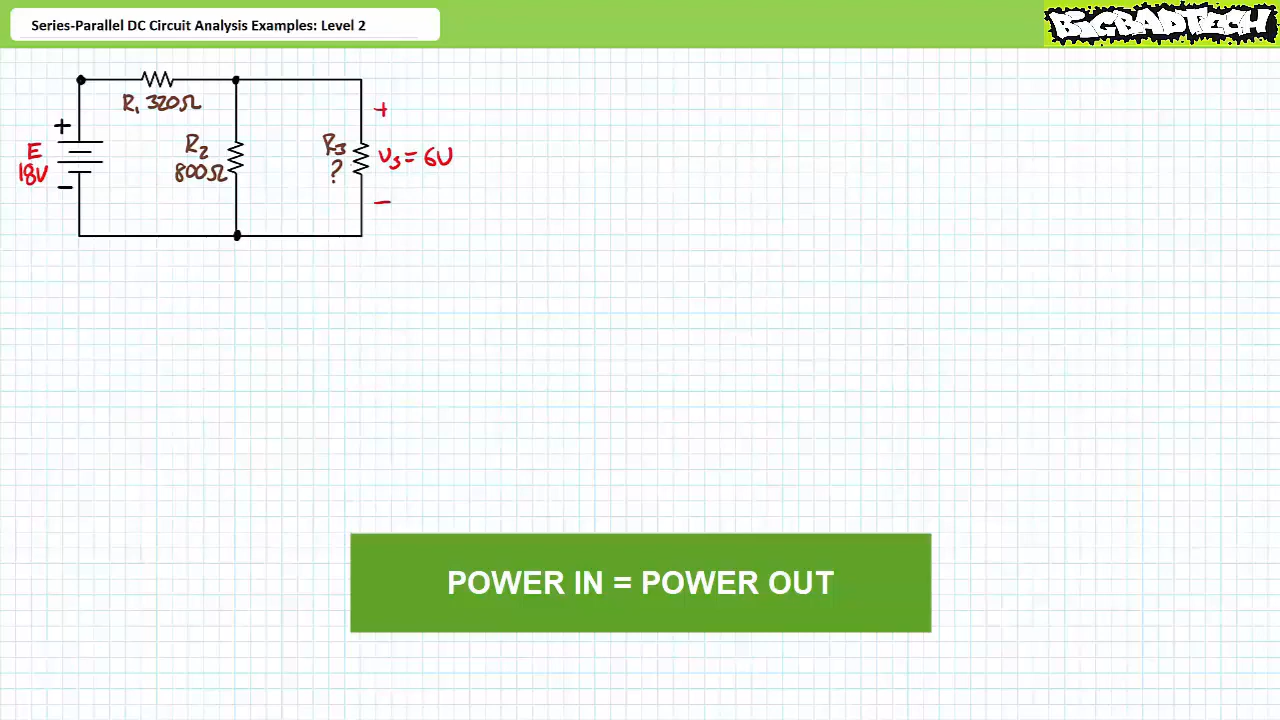 Series-Parallel DC Circuit Analysis Examples: Level 2
BIGBADTECH
R1 320Ω
+
+
E
18V
R2
800Ω
R3
?
V3 = 6V
−
−
POWER IN = POWER OUT